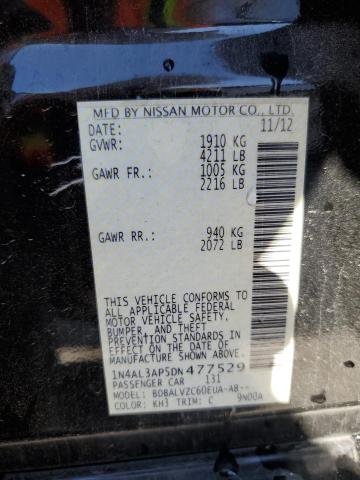 MFD BY NISSAN MOTOR CO., LTD.
DATE: 11/12
GVWR: 1910 KG
4211 LB
GAWR FR.: 1005 KG
2216 LB
GAWR RR.: 940 KG
2072 LB
THIS VEHICLE CONFORMS TO
ALL APPLICABLE FEDERAL
MOTOR VEHICLE SAFETY,
BUMPER, AND THEFT
PREVENTION STANDARDS
IN EFFECT ON THE DATE OF
MANUFACTURE SHOWN ABOVE.
1N4AL3AP5DN477529
PASSENGER CAR 131
MODEL: BDBALVZC60EUA-A8--
COLOR: KH3 TRIM: C 9N00A